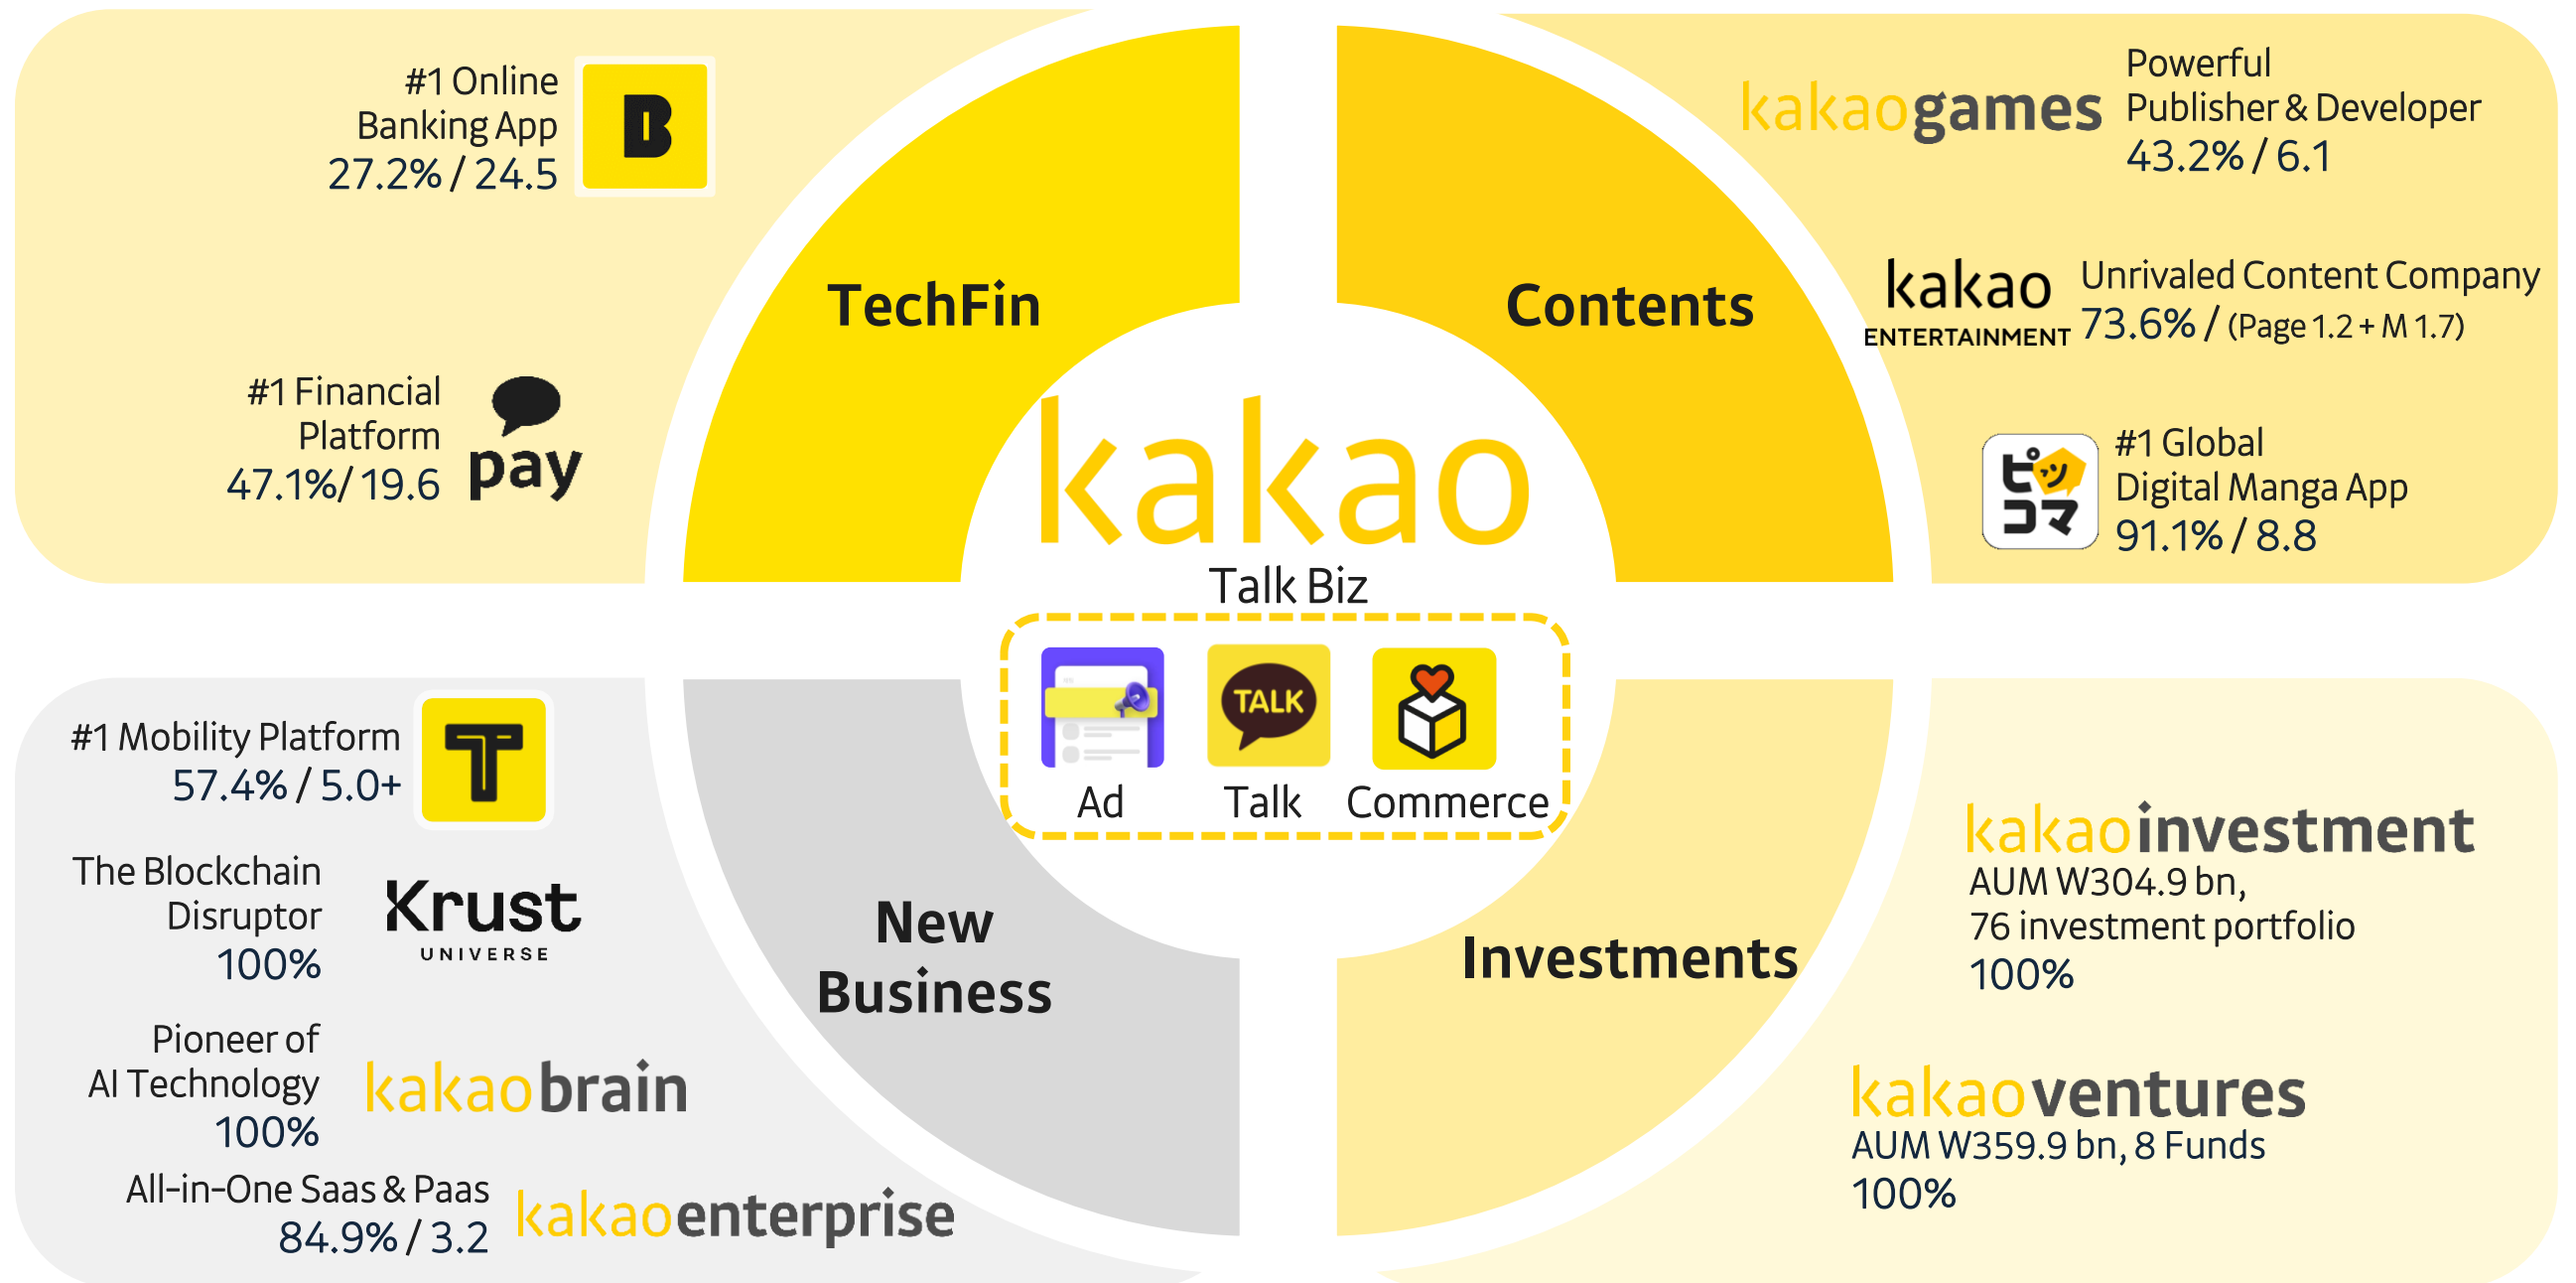 #1 Online
Banking App
27.2% / 24.5
B
#1 Financial
Platform
47.1%/ 19.6
pay
TechFin
Contents
kakaogames
Powerful
Publisher & Developer
43.2% / 6.1
kakao
ENTERTAINMENT
Unrivaled Content Company
73.6% / (Page 1.2 + M 1.7)
ピッ
コマ
#1 Global
Digital Manga App
91.1% / 8.8
kakao
Talk Biz
TALK
Ad
Talk
Commerce
#1 Mobility Platform
57.4% / 5.0+
T
The Blockchain
Disruptor
100%
Krust
UNIVERSE
Pioneer of
AI Technology
100%
kakaobrain
All-in-One Saas & Paas
84.9% / 3.2
kakaoenterprise
New
Business
Investments
kakaoinvestment
AUM W304.9 bn,
76 investment portfolio
100%
kakaoventures
AUM W359.9 bn, 8 Funds
100%